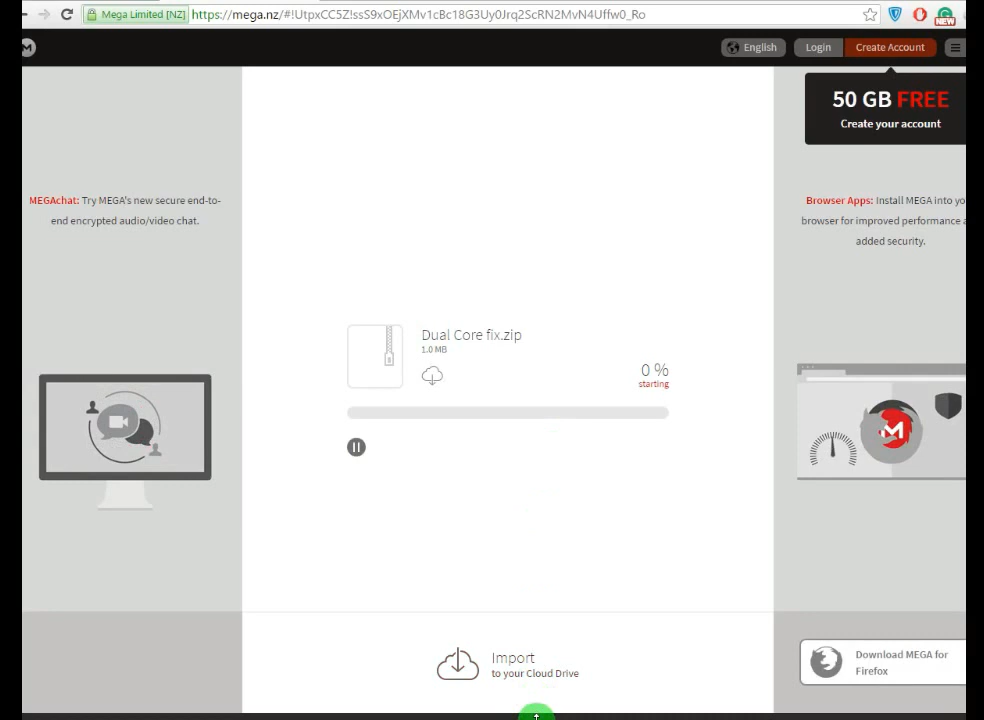 Mega Limited [NZ] https://mega.nz/#!UtpxCC5Z!ssS9xOEjXMv1cBc18G3Uy0Jrq2ScRN2MvN4Uffw0_Ro
NEW
M
English Login Create Account
50 GB FREE
Create your account
MEGAchat: Try MEGA's new secure end-to-
end encrypted audio/video chat.
Browser Apps: Install MEGA into yo
browser for improved performance a
added security.
Dual Core fix.zip
1.0 MB
0 %
starting
M
Import
to your Cloud Drive
Download MEGA for
Firefox